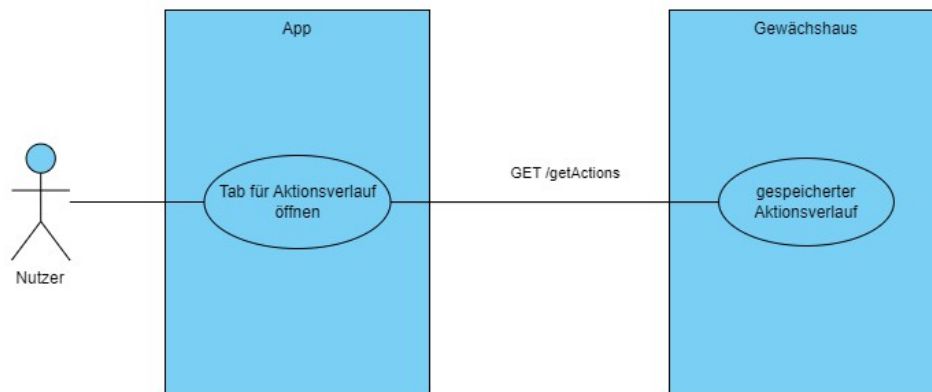 App
Gewächshaus
Tab für Aktionsverlauf
öffnen
GET /getActions
gespeicherter
Aktionsverlauf
Nutzer